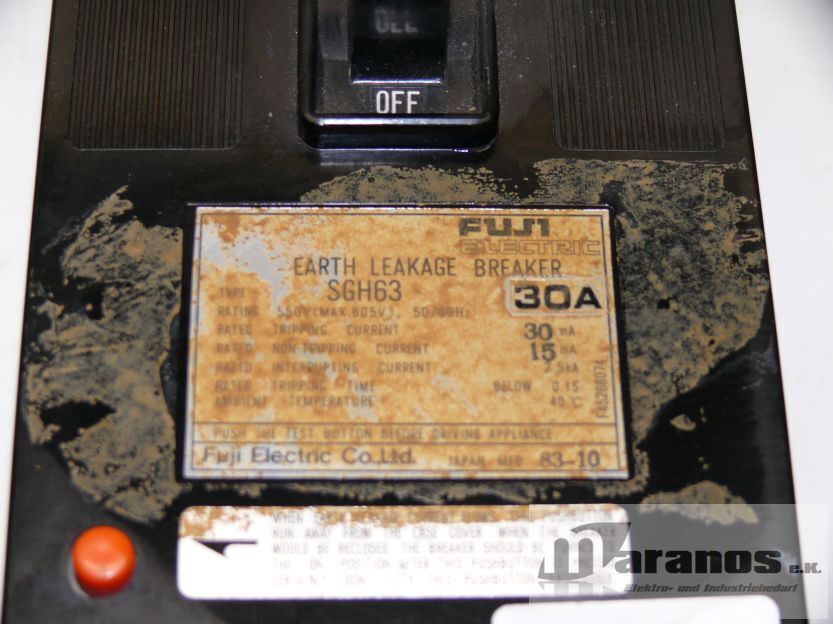 OFF
FUJI
ELECTRIC
EARTH LEAKAGE BREAKER
TYPE SGH63 30A
RATING 550V (MAX 605V), 50/60Hz
RATED TRIPPING CURRENT 30 mA
RATED NON-TRIPPING CURRENT 15 mA
RATED INTERRUPTING CURRENT
RATED TRIPPING TIME BELOW 0.1S
AMBIENT TEMPERATURE 40°C
PUSH THE TEST BUTTON BEFORE DRIVING APPLIANCE
Fuji Electric Co.,Ltd. JAPAN MFD 83-10
WHEN
RUN AWAY FROM THE CASE COVER. WHEN THE
WOULD BE RECLOSED THE BREAKER SHOULD BE
THE ON POSITION AFTER THIS PUSHBUTTON
maranos e.K.
Elektro- und Industriebedarf